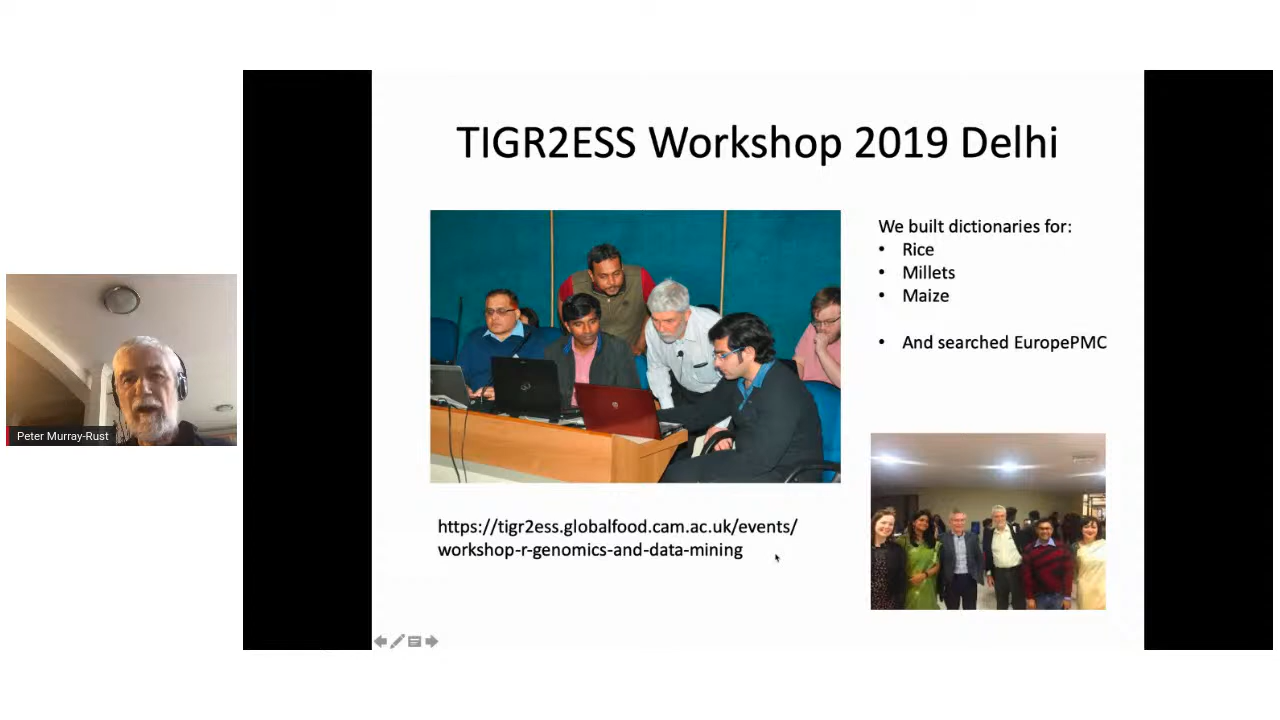 TIGR2ESS Workshop 2019 Delhi
We built dictionaries for:
• Rice
• Millets
• Maize
• And searched EuropePMC
https://tigr2ess.globalfood.cam.ac.uk/events/
workshop-r-genomics-and-data-mining
Peter Murray-Rust